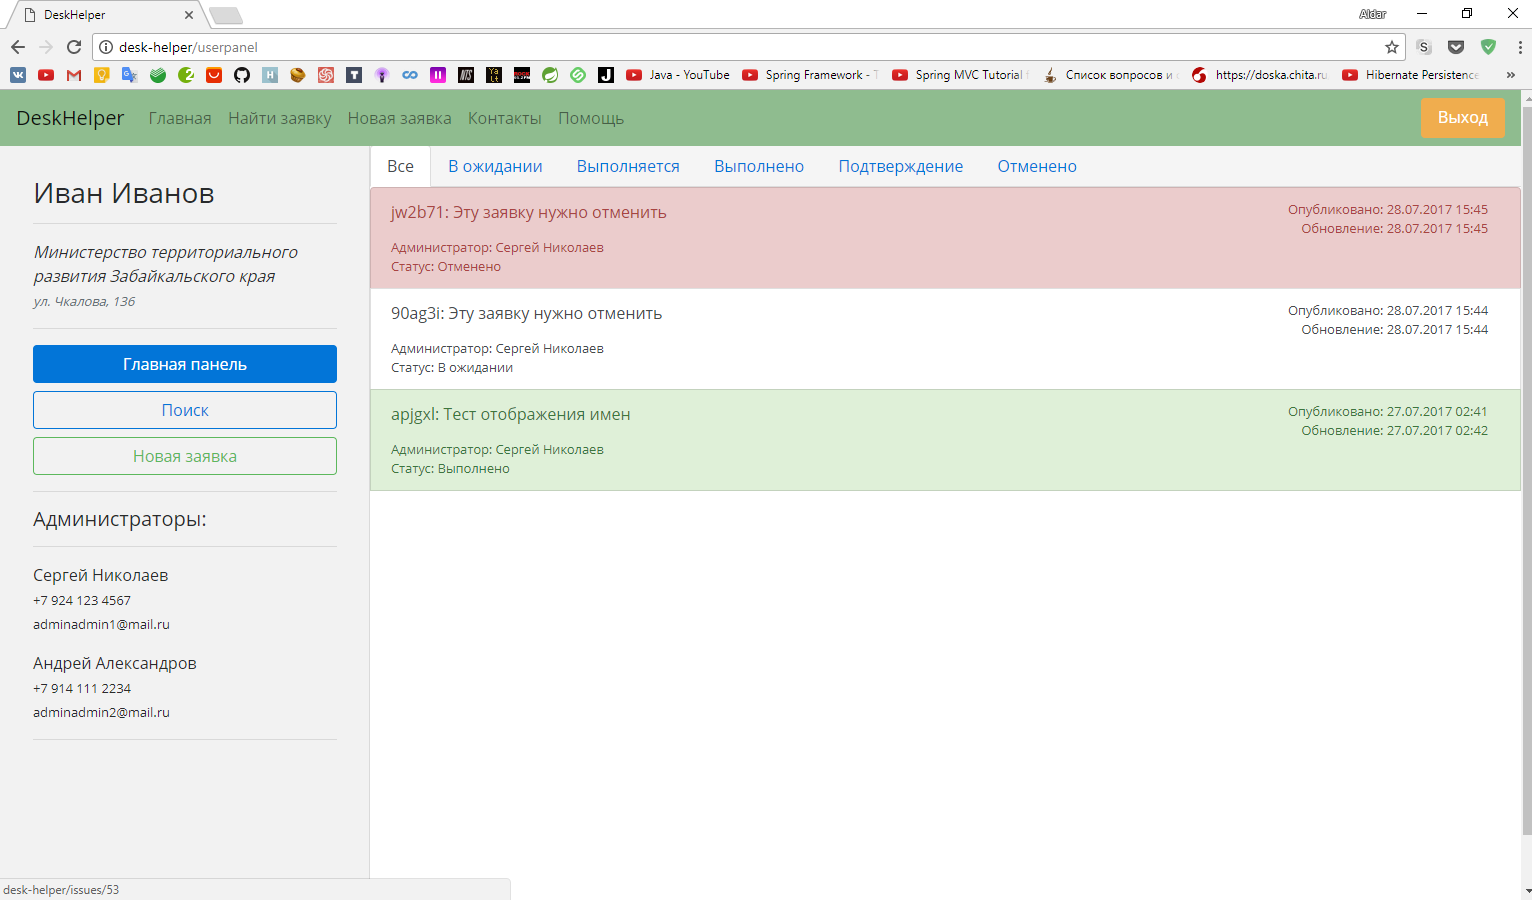 DeskHelper
Aldar
desk-helper/userpanel
Java - YouTube
Spring Framework - T
Spring MVC Tutorial f
Список вопросов и о
https://doska.chita.ru
Hibernate Persistence
DeskHelper
Главная
Найти заявку
Новая заявка
Контакты
Помощь
Выход
Иван Иванов
Министерство территориального
развития Забайкальского края
ул. Чкалова, 136
Главная панель
Поиск
Новая заявка
Администраторы:
Сергей Николаев
+7 924 123 4567
adminadmin1@mail.ru
Андрей Александров
+7 914 111 2234
adminadmin2@mail.ru
Все
В ожидании
Выполняется
Выполнено
Подтверждение
Отменено
jw2b71: Эту заявку нужно отменить
Опубликовано: 28.07.2017 15:45
Обновление: 28.07.2017 15:45
Администратор: Сергей Николаев
Статус: Отменено
90ag3i: Эту заявку нужно отменить
Опубликовано: 28.07.2017 15:44
Обновление: 28.07.2017 15:44
Администратор: Сергей Николаев
Статус: В ожидании
apjgxl: Тест отображения имен
Опубликовано: 27.07.2017 02:41
Обновление: 27.07.2017 02:42
Администратор: Сергей Николаев
Статус: Выполнено
desk-helper/issues/53